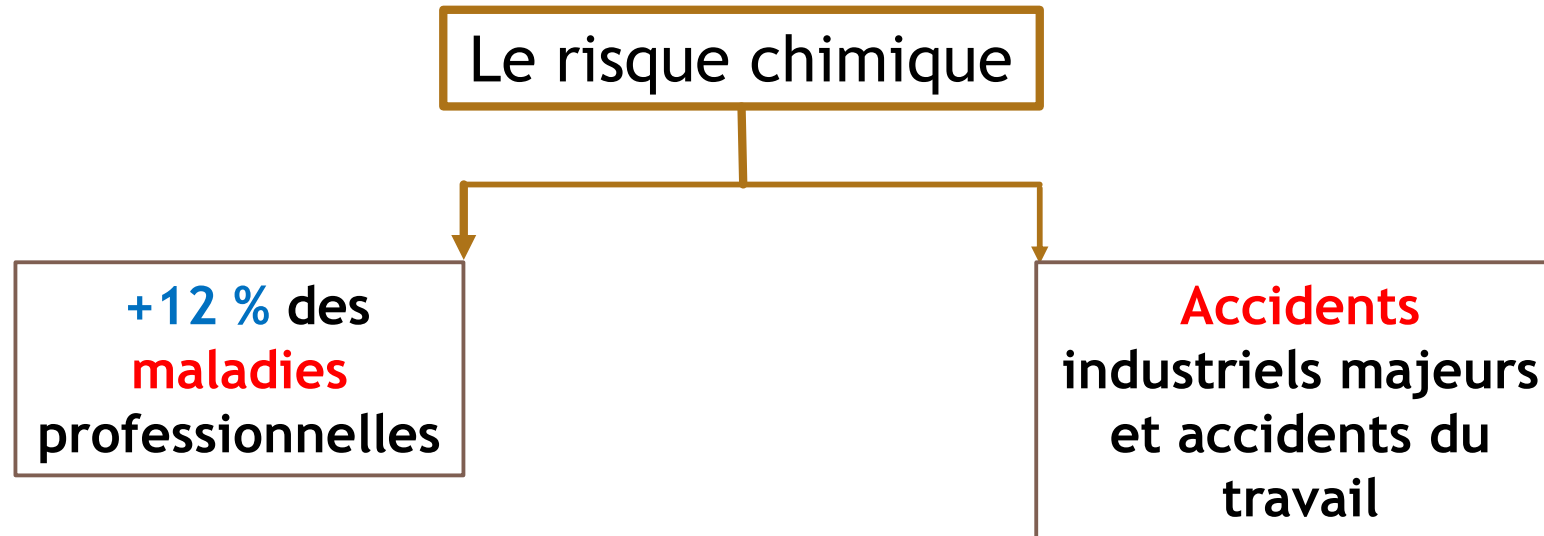 Le risque chimique
+12 % des
maladies
professionnelles
Accidents
industriels majeurs
et accidents du
travail